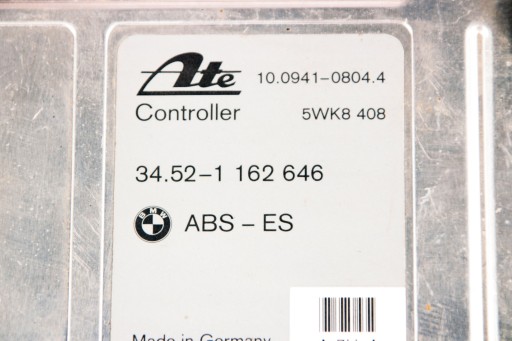 Ate 10.0941-0804.4
Controller 5WK8 408
34.52-1 162 646
BMW ABS - ES
Made in Germany